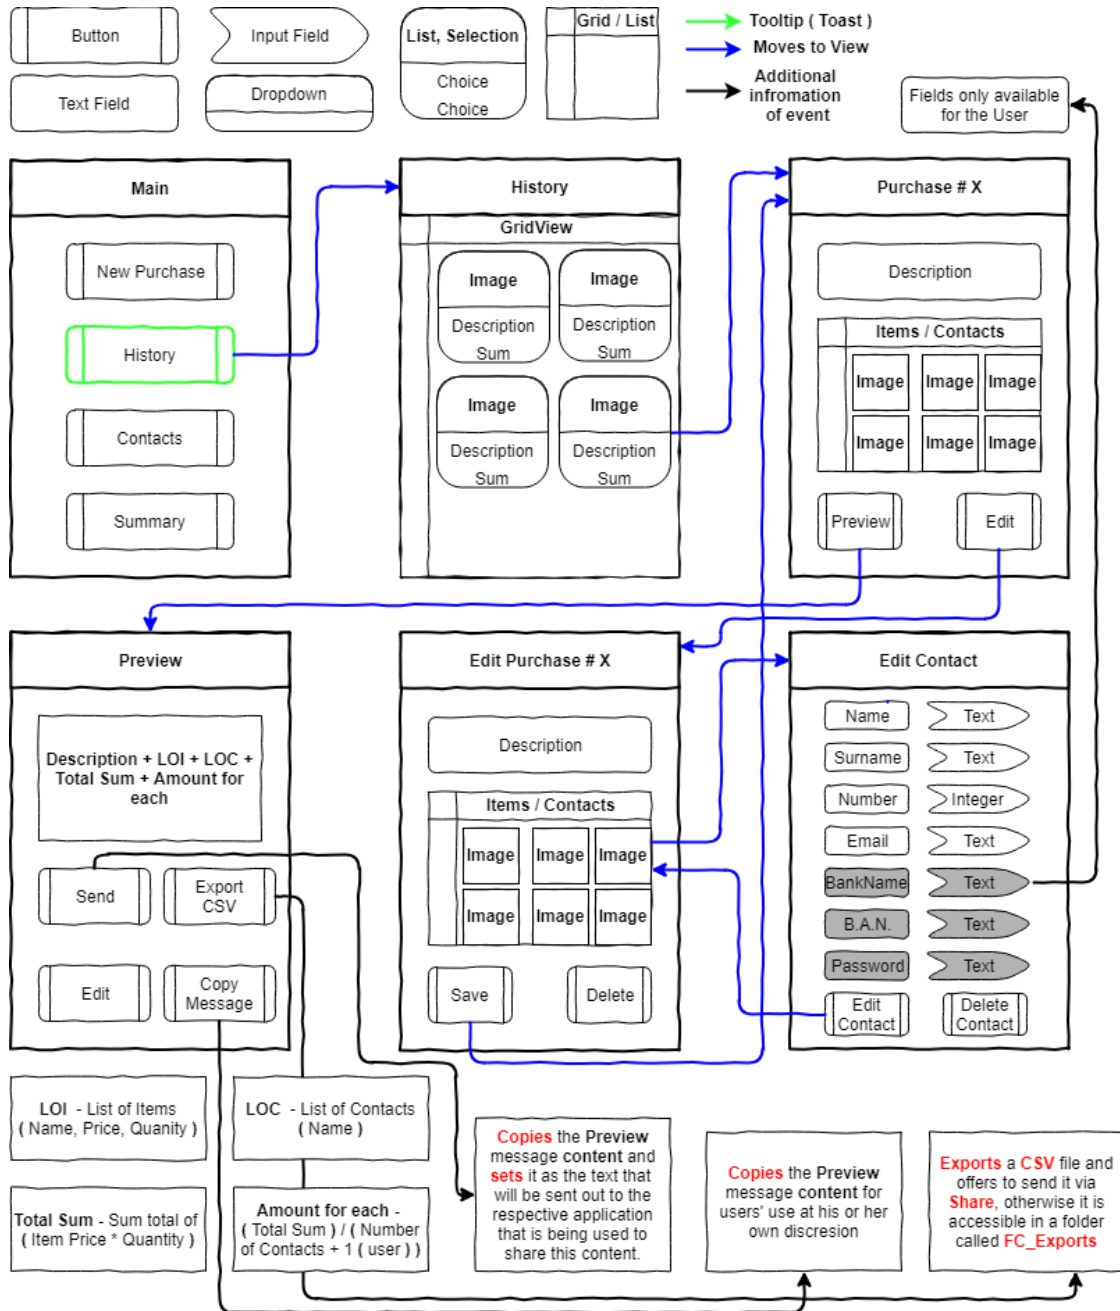 Button
Input Field
List, Selection
Choice
Choice
Grid / List
Tooltip ( Toast )
Moves to View
Additional
infromation
of event
Text Field
Dropdown
Fields only available
for the User
Main
New Purchase
History
Contacts
Summary
History
GridView
Image
Description
Sum
Image
Description
Sum
Image
Description
Sum
Image
Description
Sum
Purchase # X
Description
Items / Contacts
Image Image Image
Image Image Image
Preview
Edit
Preview
Description + LOI + LOC +
Total Sum + Amount for
each
Send
Export
CSV
Edit
Copy
Message
Edit Purchase # X
Description
Items / Contacts
Image Image Image
Image Image Image
Save
Delete
Edit Contact
Name Text
Surname Text
Number Integer
Email Text
BankName Text
B.A.N. Text
Password Text
Edit
Contact
Delete
Contact
LOI - List of Items
( Name, Price, Quanity )
LOC - List of Contacts
( Name )
Total Sum - Sum total of
( Item Price * Quantity )
Amount for each -
( Total Sum ) / ( Number
of Contacts + 1 ( user ) )
Copies the Preview
message content and
sets it as the text that
will be sent out to the
respective application
that is being used to
share this content.
Copies the Preview
message content for
users' use at his or her
own discresion
Exports a CSV file and
offers to send it via
Share, otherwise it is
accessible in a folder
called FC_Exports